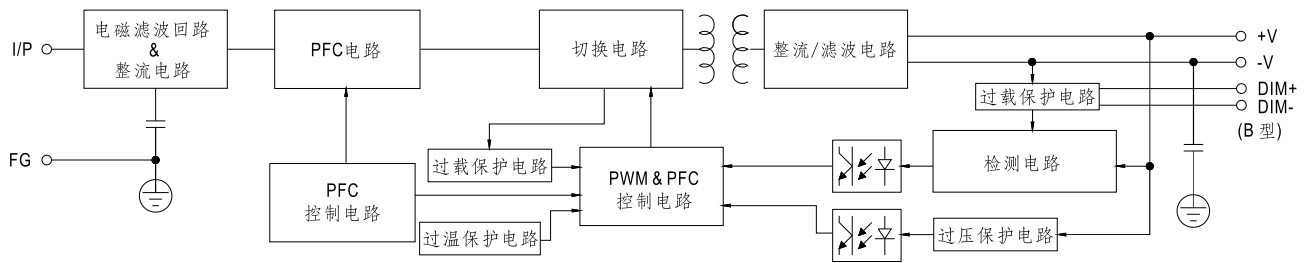 I/P
电磁滤波回路
&
整流电路
PFC电路
切换电路
整流/滤波电路
+V
-V
DIM+
DIM-
(B 型)
过载保护电路
FG
过载保护电路
检测电路
PFC
控制电路
PWM & PFC
控制电路
过温保护电路
过压保护电路